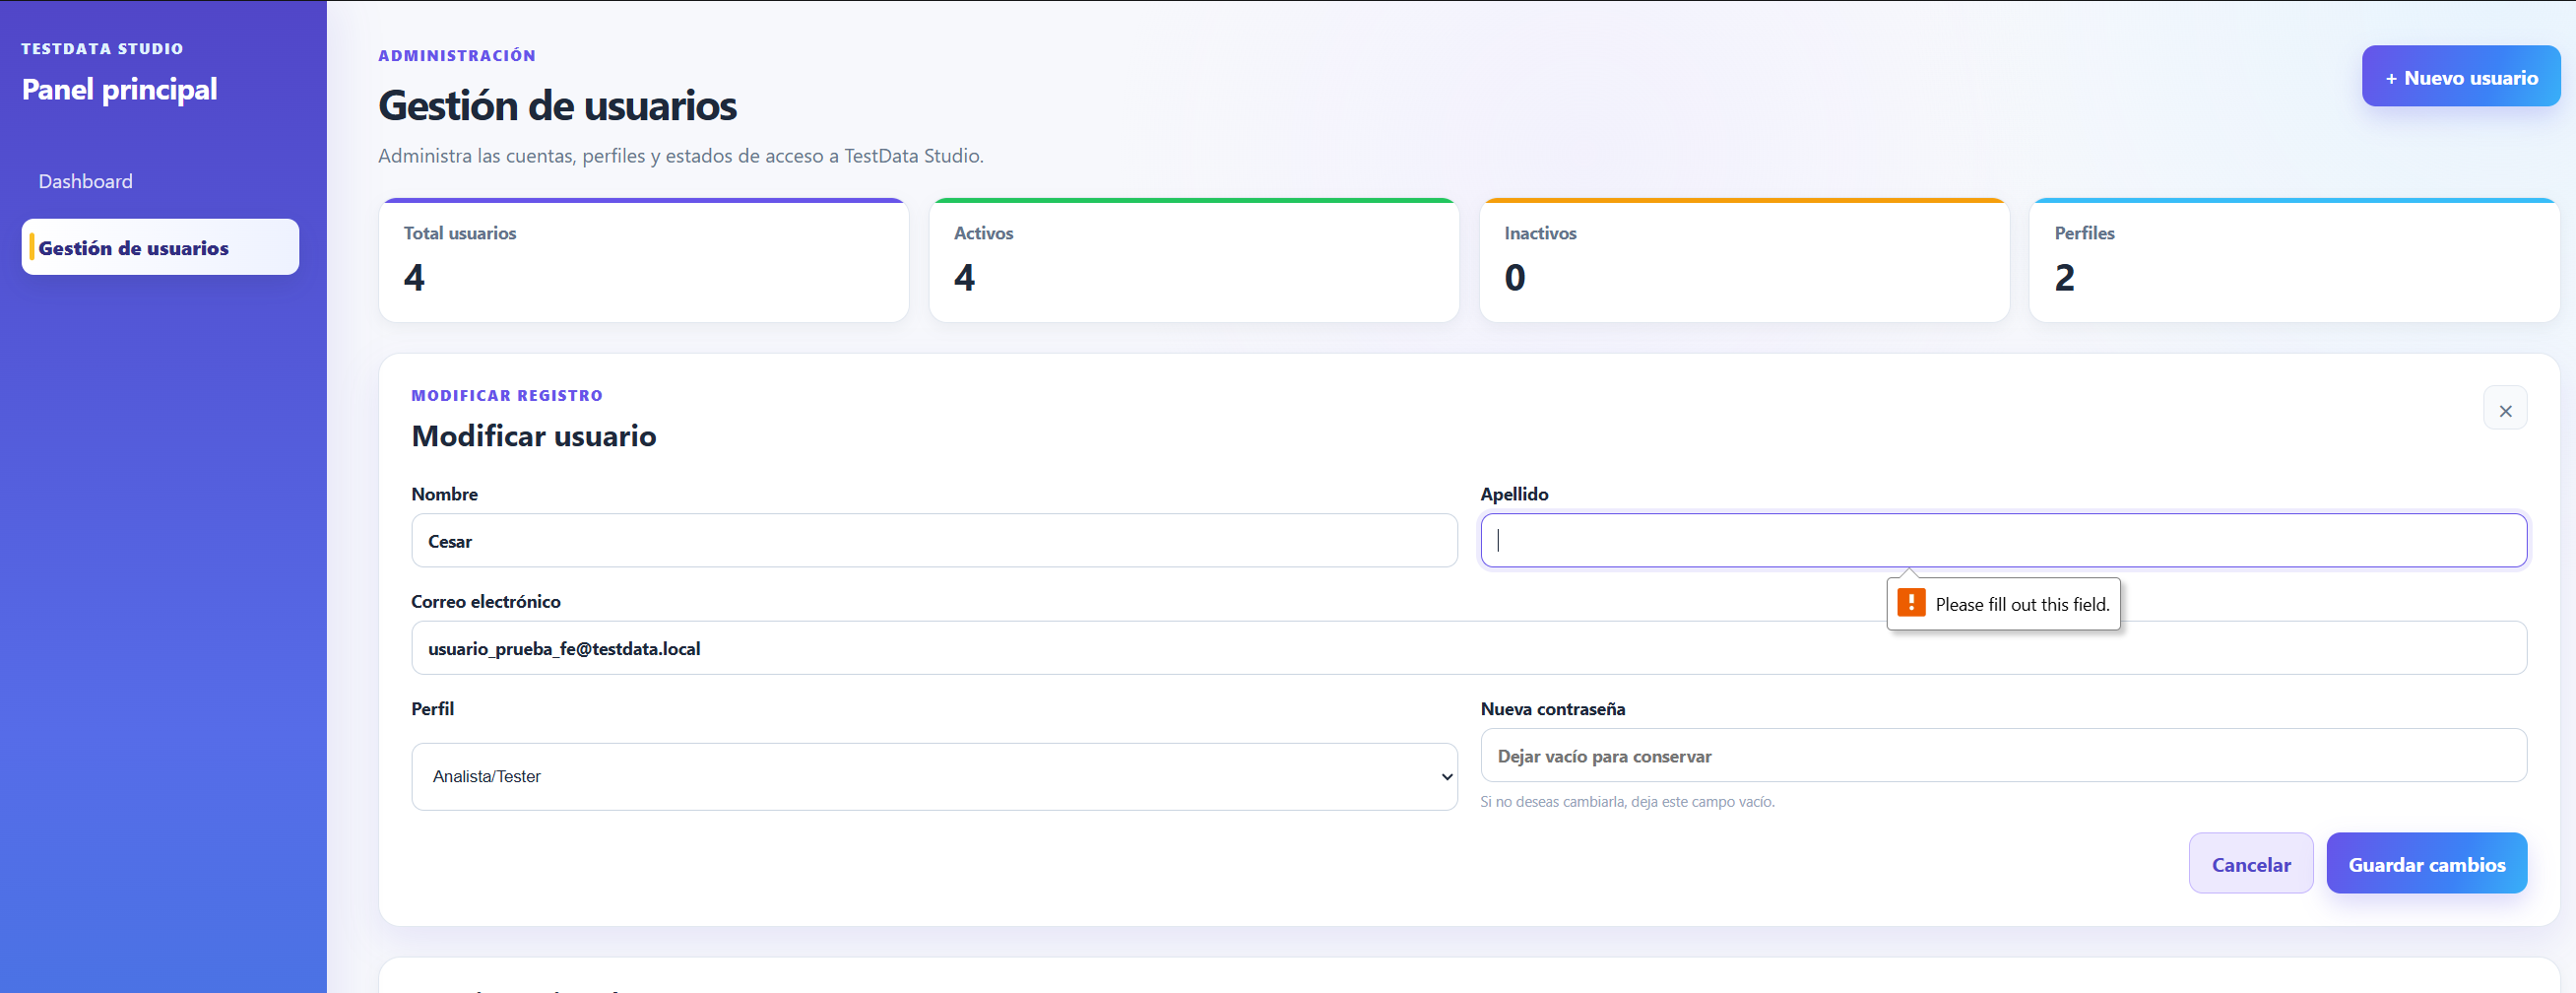 TESTDATA STUDIO
Panel principal
Dashboard
Gestión de usuarios
ADMINISTRACIÓN
Gestión de usuarios
Administra las cuentas, perfiles y estados de acceso a TestData Studio.
+ Nuevo usuario
Total usuarios
4
Activos
4
Inactivos
0
Perfiles
2
MODIFICAR REGISTRO
Modificar usuario
×
Nombre
Cesar
Apellido
Please fill out this field.
Correo electrónico
usuario_prueba_fe@testdata.local
Perfil
Analista/Tester
Nueva contraseña
Dejar vacío para conservar
Si no deseas cambiarla, deja este campo vacío.
Cancelar
Guardar cambios